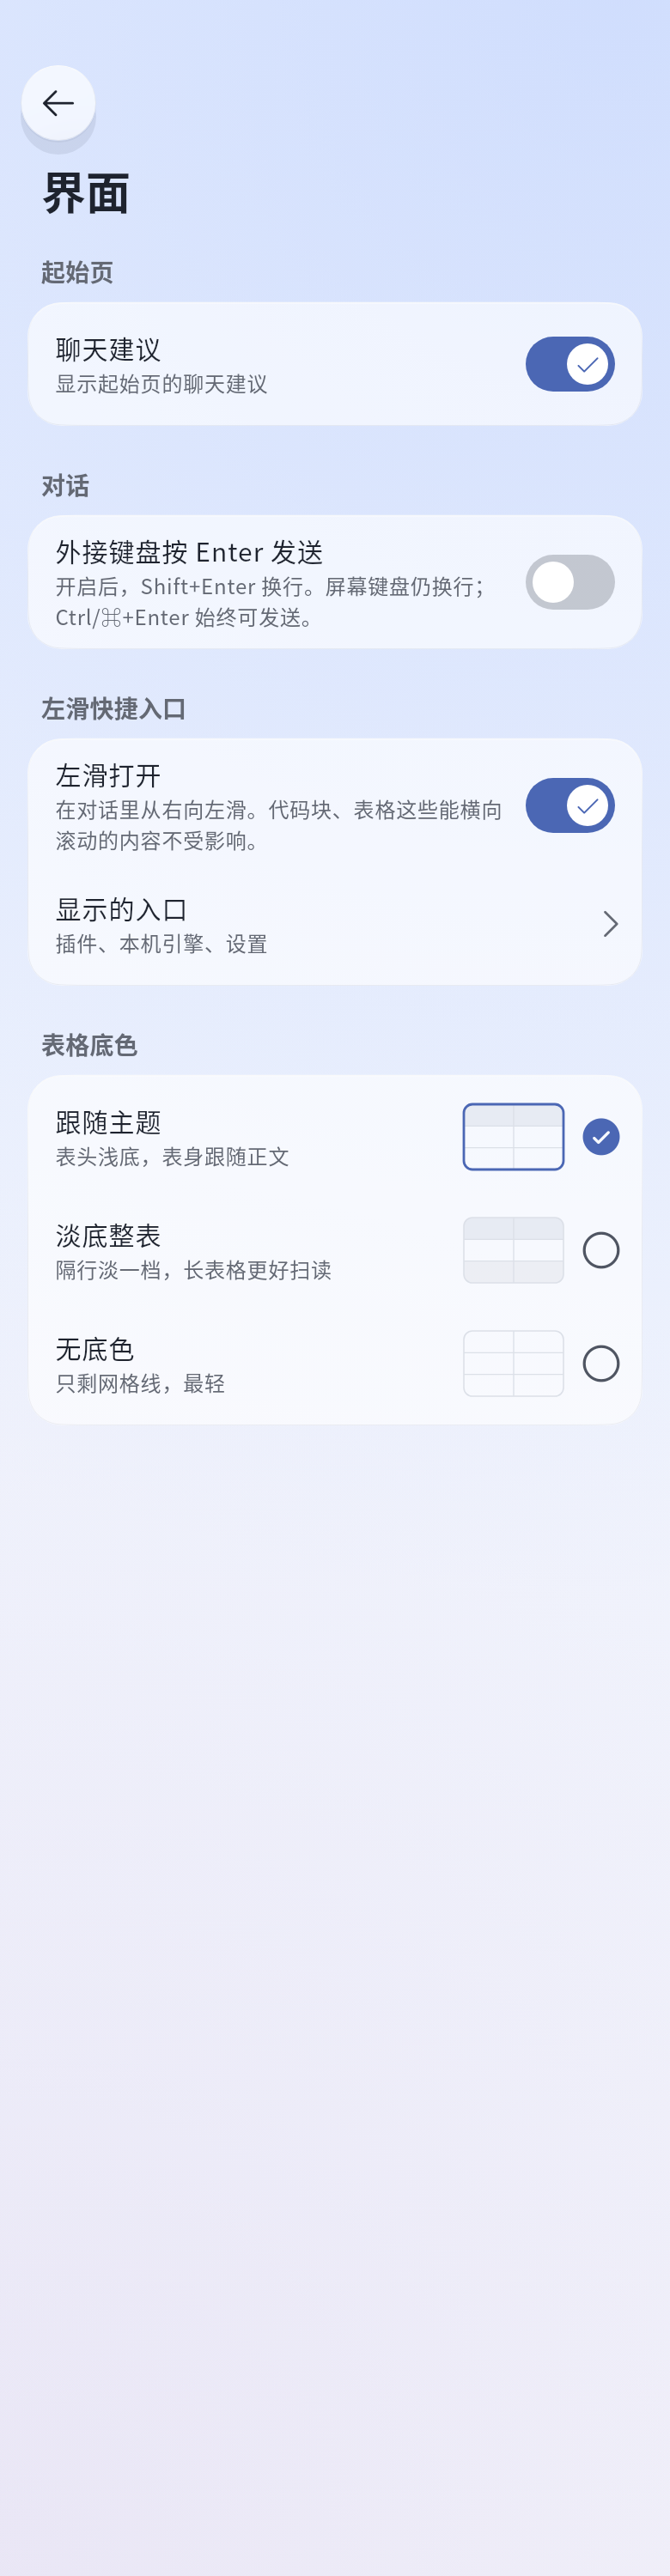 界面
起始页
聊天建议
显示起始页的聊天建议
对话
外接键盘按 Enter 发送
开启后，Shift+Enter 换行。屏幕键盘仍换行；
Ctrl/⌘+Enter 始终可发送。
左滑快捷入口
左滑打开
在对话里从右向左滑。代码块、表格这些能横向
滚动的内容不受影响。
显示的入口
插件、本机引擎、设置
表格底色
跟随主题
表头浅底，表身跟随正文
淡底整表
隔行淡一档，长表格更好扫读
无底色
只剩网格线，最轻